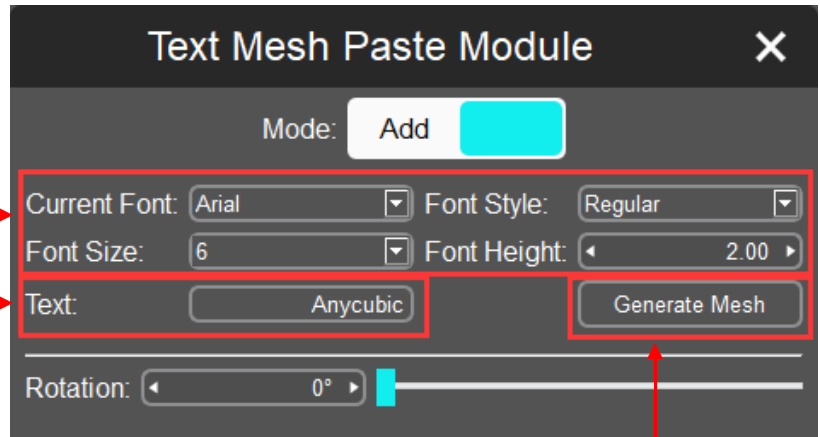 Text Mesh Paste Module
Mode: Add
Current Font: Arial Font Style: Regular
Font Size: 6 Font Height: 2.00
Text: Anycubic Generate Mesh
Rotation: 0°